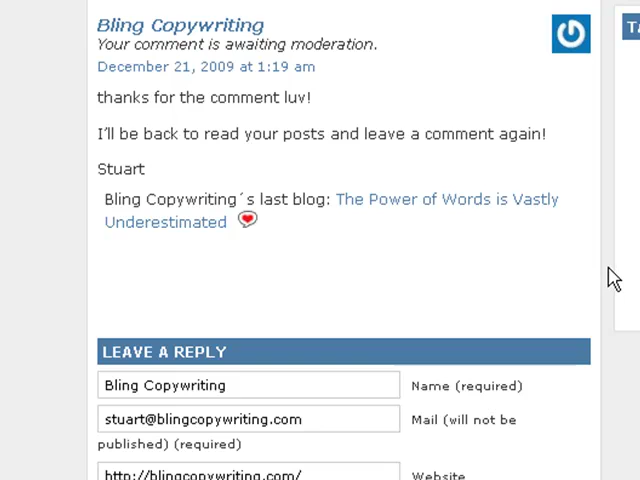 Bling Copywriting
Your comment is awaiting moderation.
December 21, 2009 at 1:19 am
thanks for the comment luv!
I'll be back to read your posts and leave a comment again!
Stuart
Bling Copywriting´s last blog: The Power of Words is Vastly
Underestimated
LEAVE A REPLY
Bling Copywriting Name (required)
stuart@blingcopywriting.com Mail (will not be
published) (required)
http://blingcopywriting.com/ Website